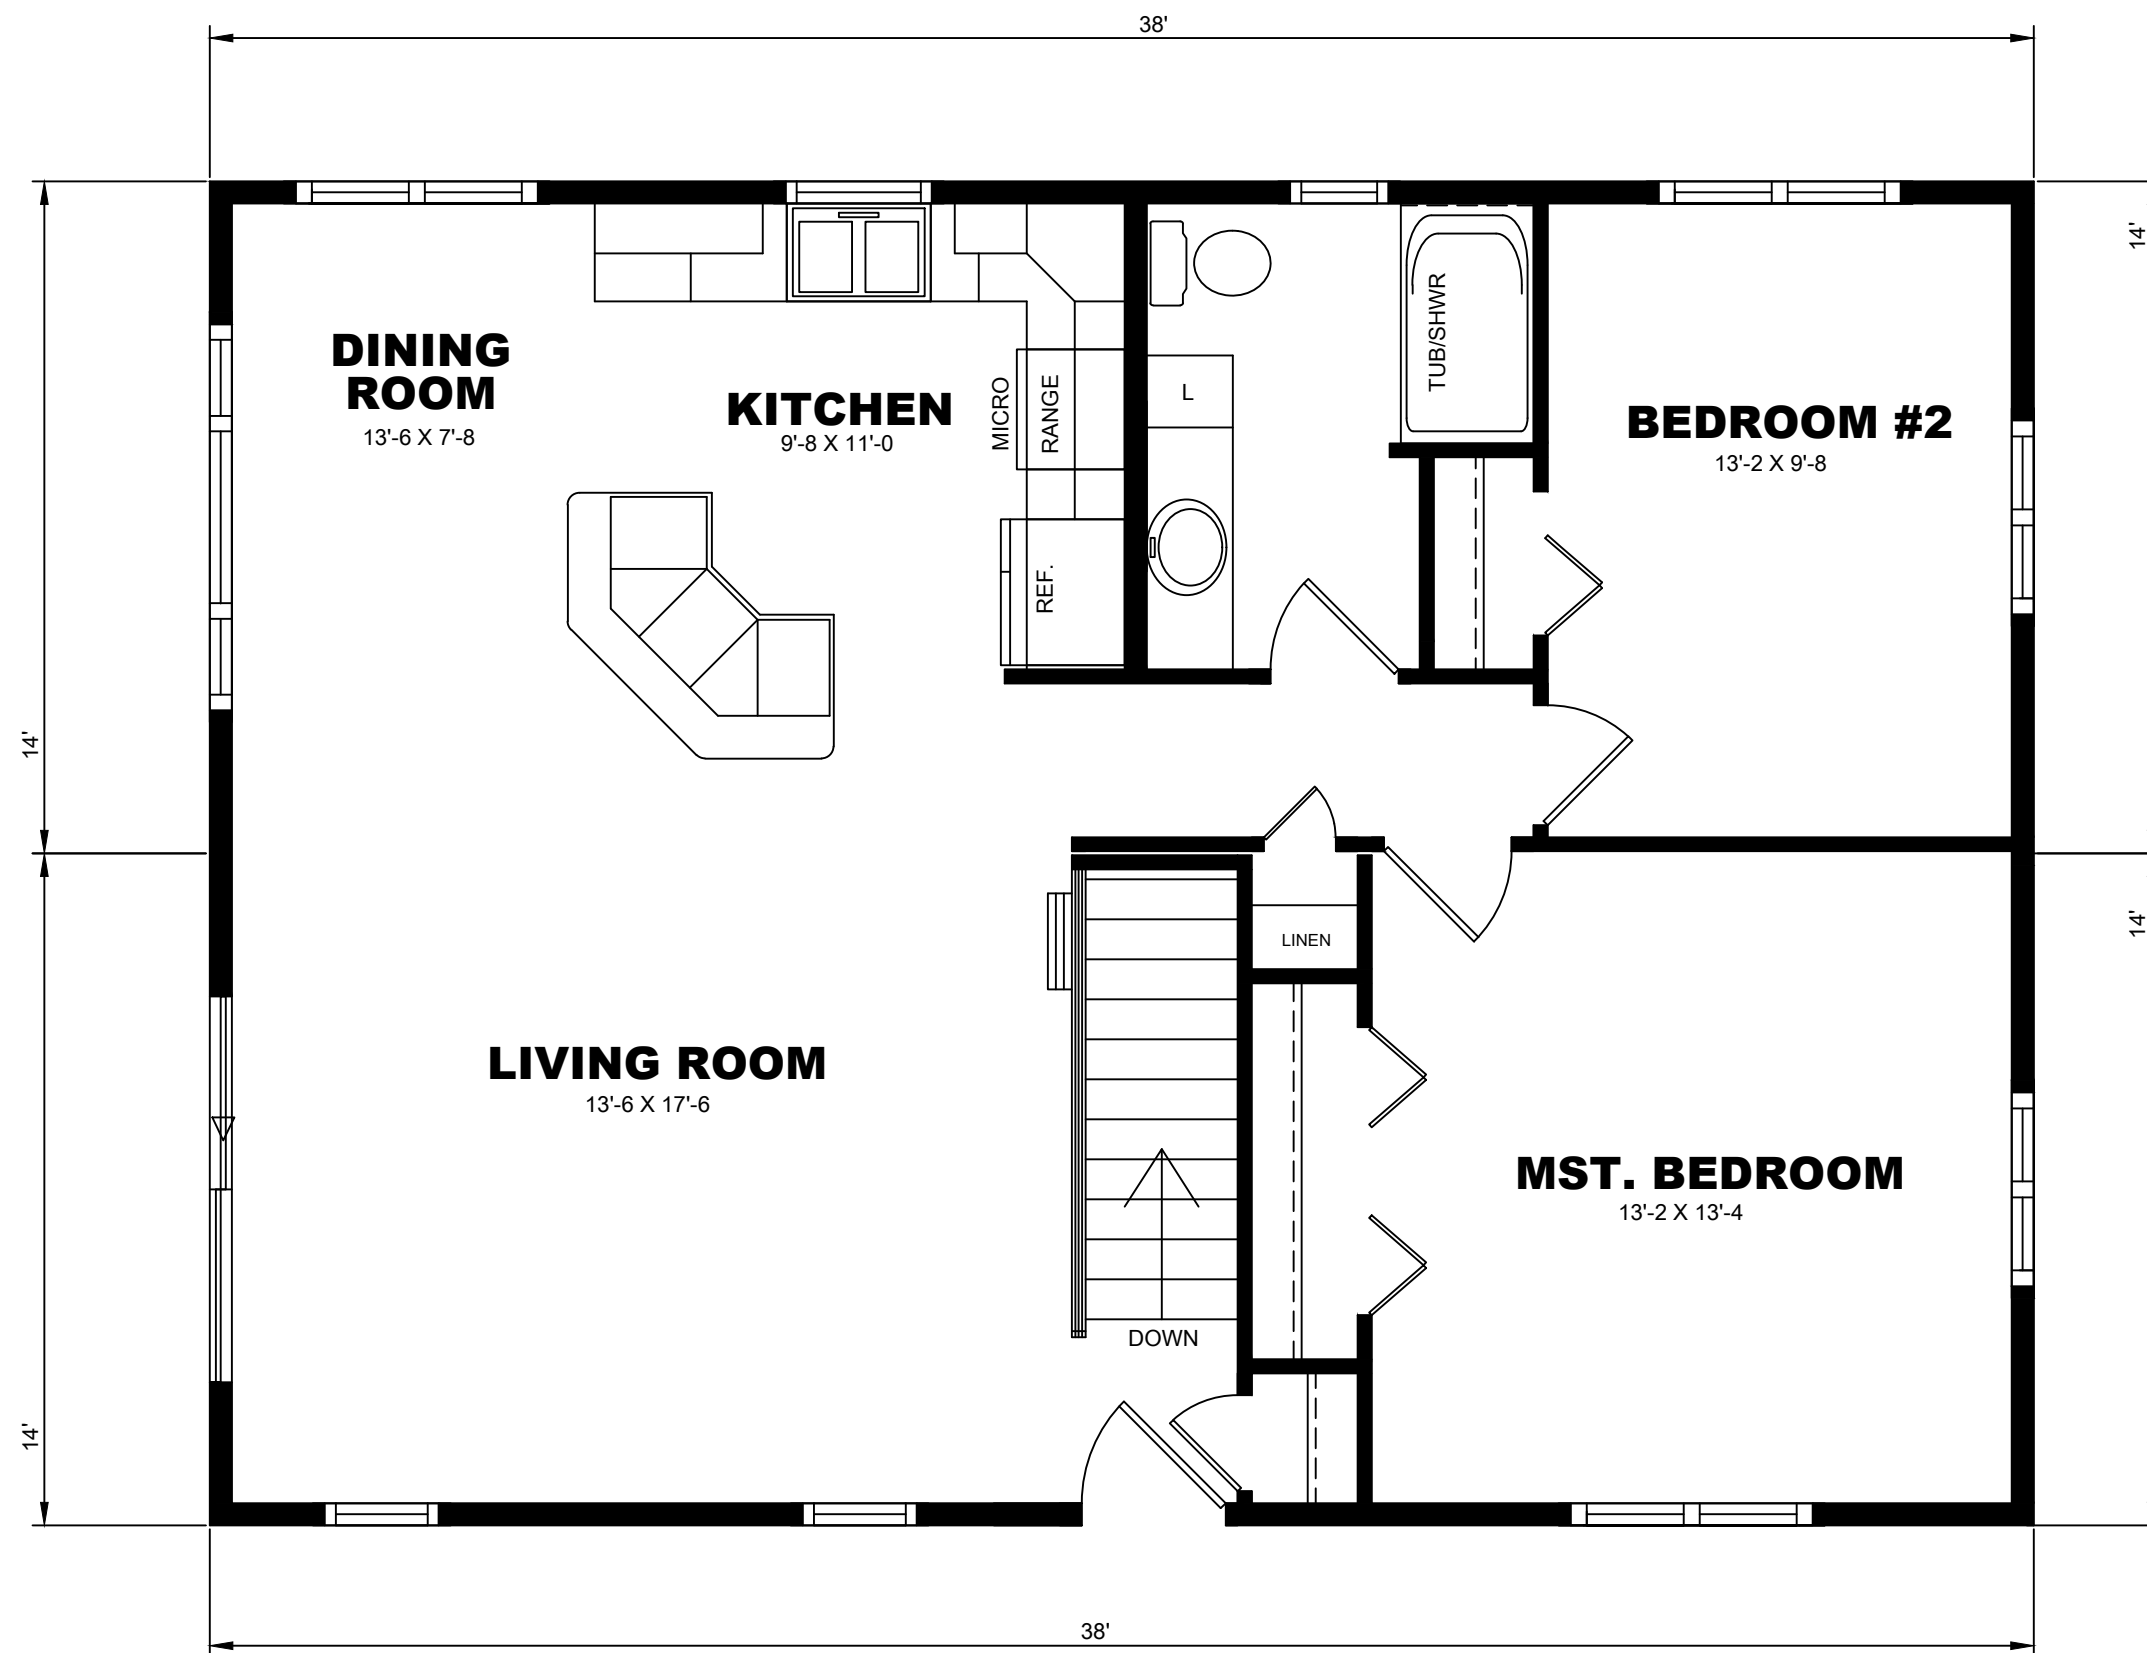 38'
14'
14'
DINING
ROOM
13'-6 X 7'-8
KITCHEN
9'-8 X 11'-0
MICRO
RANGE
REF.
L
TUB/SHWR
BEDROOM #2
13'-2 X 9'-8
14'
14'
LINEN
LIVING ROOM
13'-6 X 17'-6
MST. BEDROOM
13'-2 X 13'-4
DOWN
38'